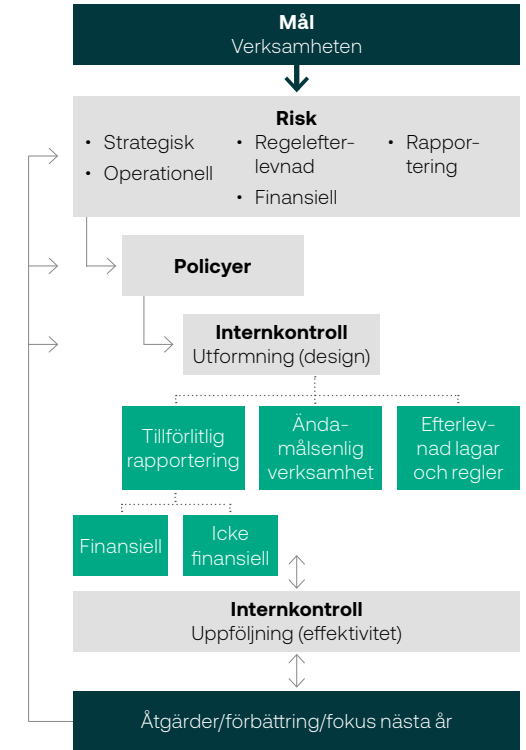 Mål
Verksamheten
Risk
• Strategisk
• Operationell
• Regelefter-
levnad
• Finansiell
• Rappor-
tering
Policyer
Internkontroll
Utformning (design)
Tillförlitlig
rapportering
Ända-
målsenlig
verksamhet
Efterlev-
nad lagar
och regler
Finansiell
Icke
finansiell
Internkontroll
Uppföljning (effektivitet)
Åtgärder/förbättring/fokus nästa år